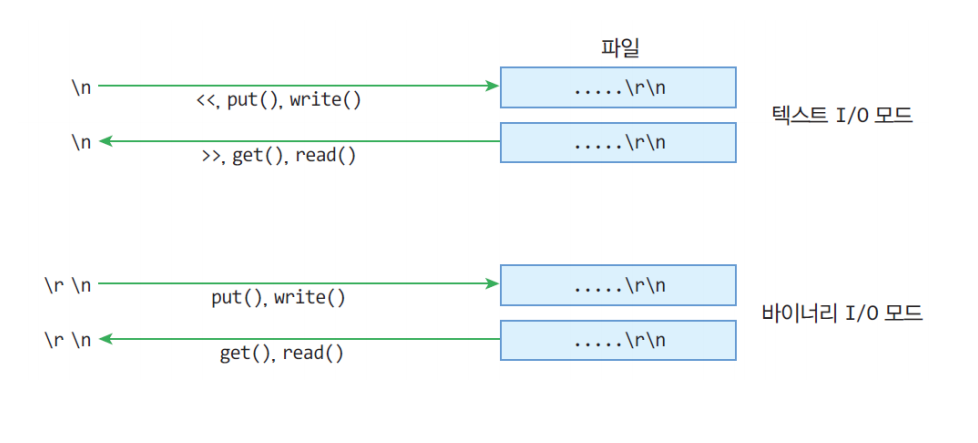 파일
\n
.....\r\n
<<, put(), write()
텍스트 I/O 모드
\n
.....\r\n
>>, get(), read()
\r \n
.....\r\n
put(), write()
바이너리 I/O 모드
\r \n
.....\r\n
get(), read()